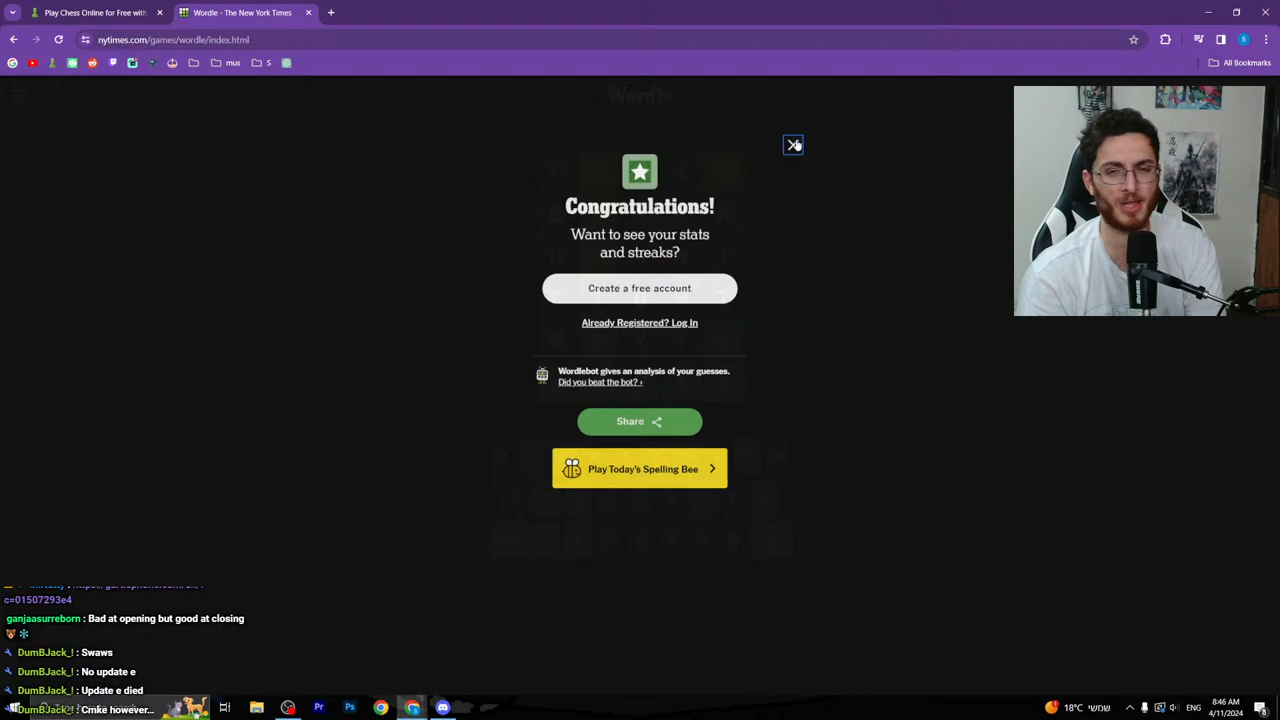 Play Chess Online for Free with
Wordle - The New York Times
nytimes.com/games/wordle/index.html
mus
S
All Bookmarks
Wordle
Congratulations!
Want to see your stats
and streaks?
Create a free account
Already Registered? Log In
Wordlebot gives an analysis of your guesses.
Did you beat the bot? ›
Share
Play Today's Spelling Bee
c=01507293e4
ganjaasurreborn : Bad at opening but good at closing
DumBJack_! : Swaws
DumBJack_! : No update e
DumBJack_! : Update e died
DumBJack_! : Cmke however...
SHURE
18°C שמשי
ENG
8:46 AM
4/11/2024